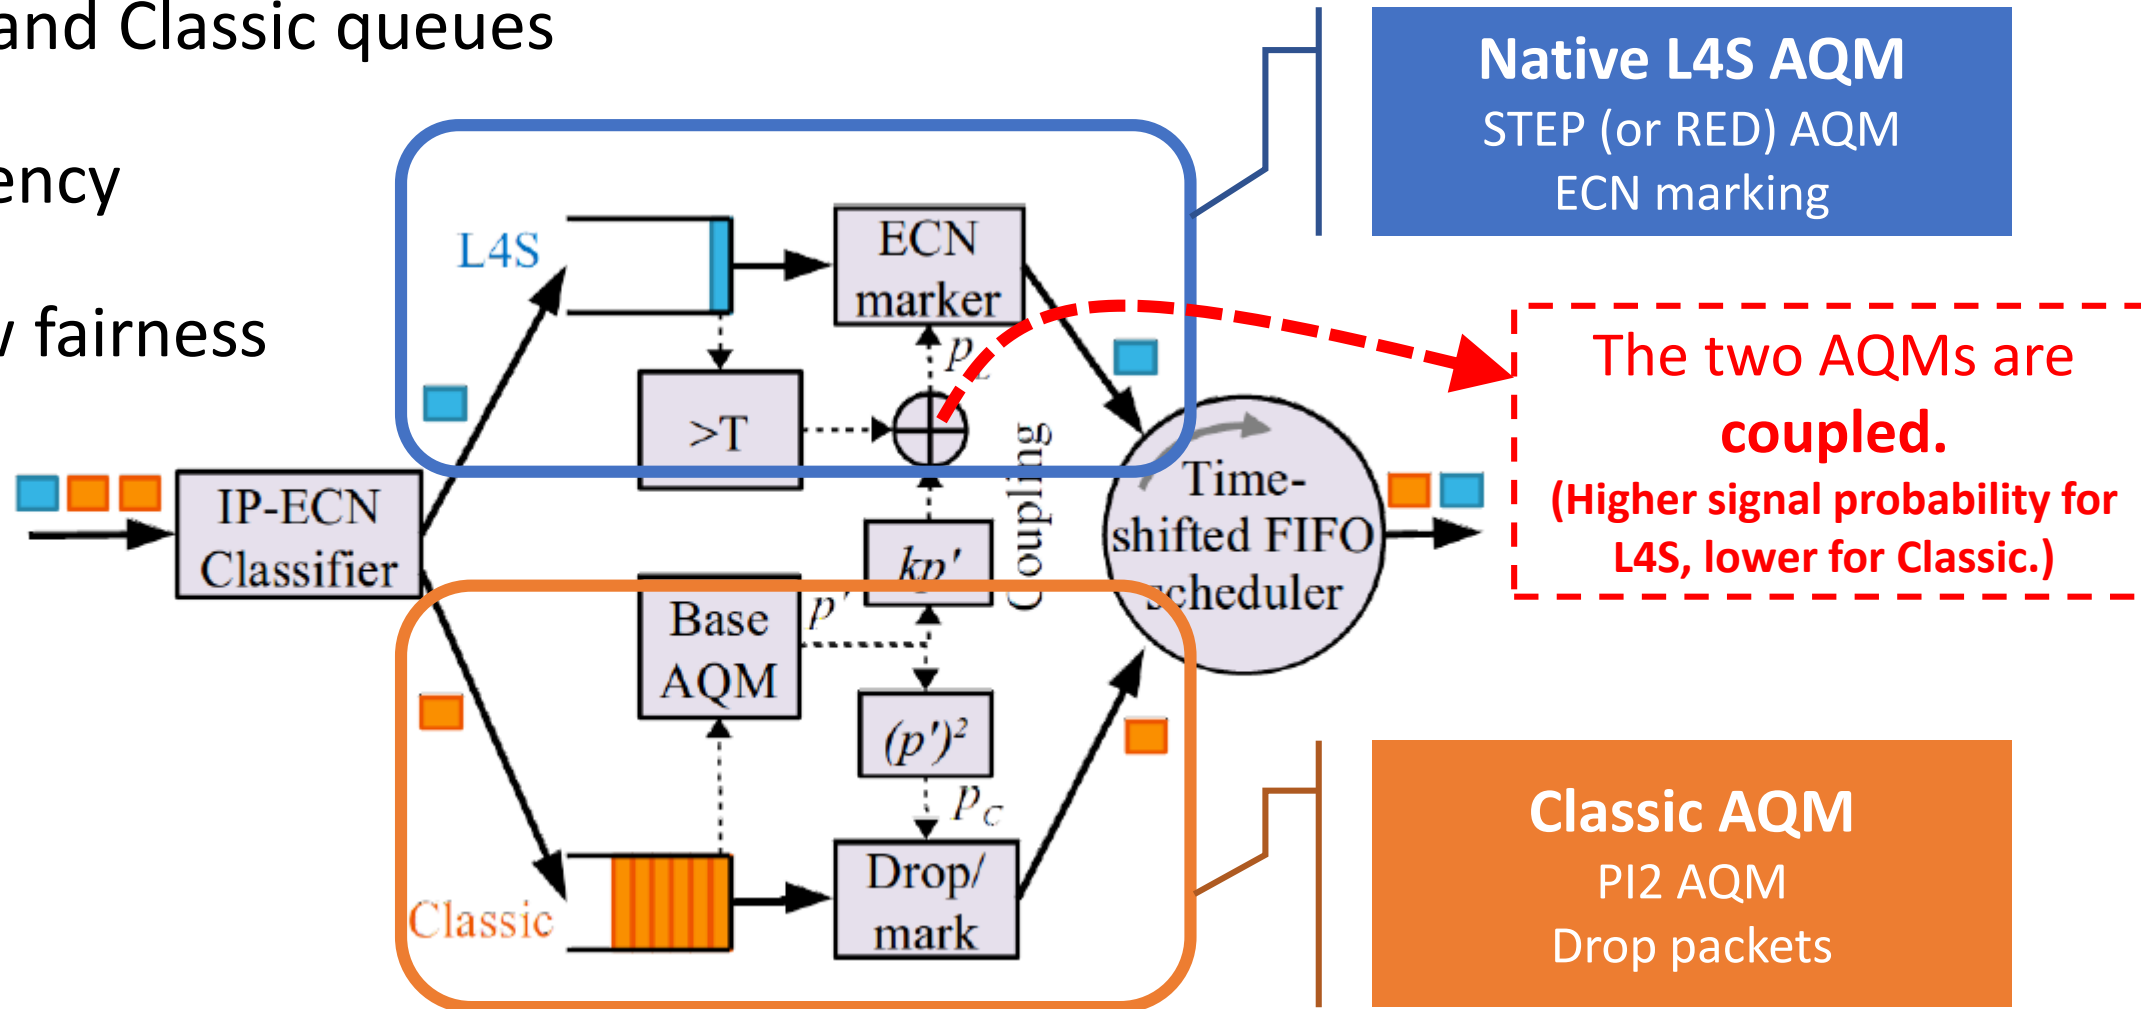 and Classic queues
ency
fairness
Native L4S AQM
STEP (or RED) AQM
ECN marking
L4S
ECN
marker
p
>T
The two AQMs are
coupled.
(Higher signal probability for
L4S, lower for Classic.)
IP-ECN
Classifier
Coupling
kp'
Time-
shifted FIFO
scheduler
Base
AQM
p'
(p')²
p_C
Classic
Drop/
mark
Classic AQM
PI2 AQM
Drop packets